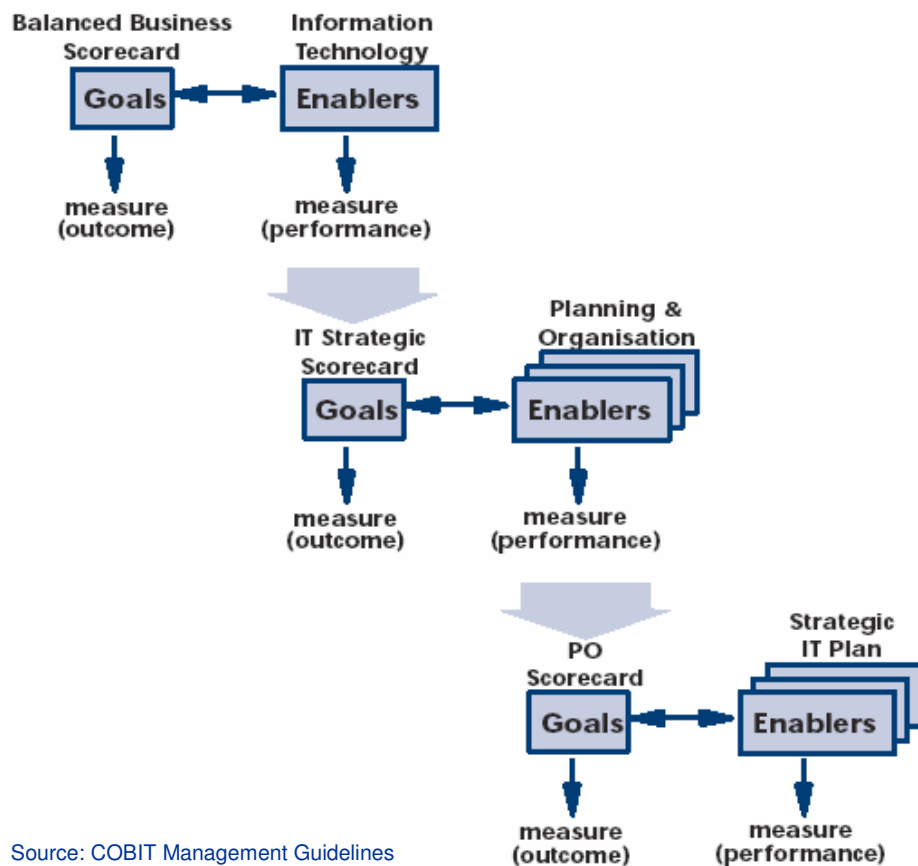 Balanced Business
Scorecard
Information
Technology
Goals
Enablers
measure
(outcome)
measure
(performance)
IT Strategic
Scorecard
Planning &
Organisation
Goals
Enablers
measure
(outcome)
measure
(performance)
PO
Scorecard
Strategic
IT Plan
Goals
Enablers
measure
(outcome)
measure
(performance)
Source: COBIT Management Guidelines